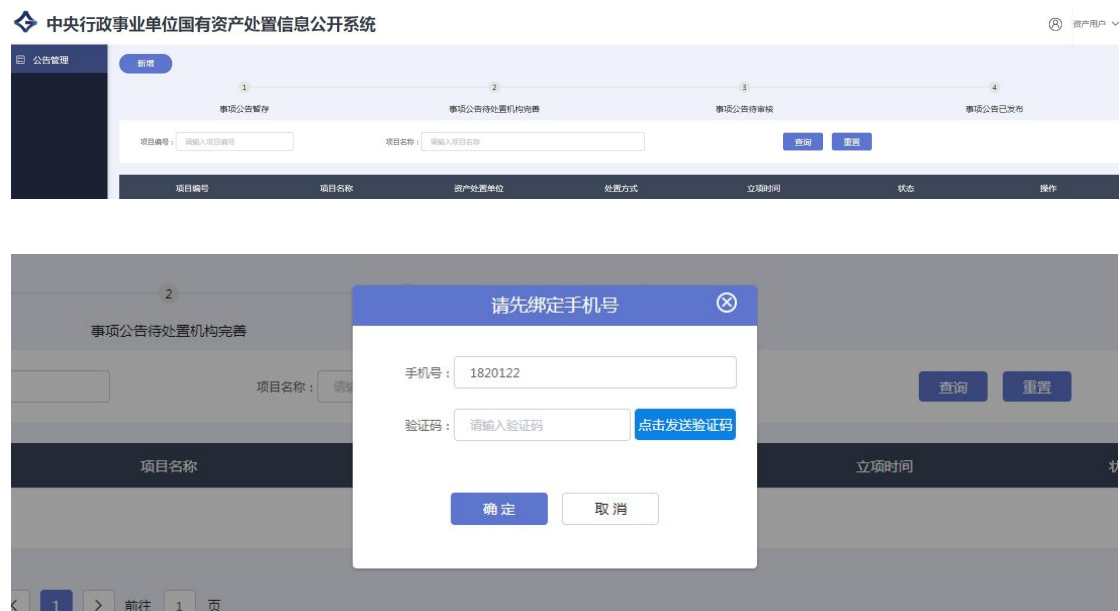 中央行政事业单位国有资产处置信息公开系统
资产用户
公告管理
新增
1 2 3 4
事项公告暂存 事项公告待处置机构完善 事项公告待审核 事项公告已发布
项目编号： 请输入项目编号 项目名称： 请输入项目名称 查询 重置
项目编号 项目名称 资产处置单位 处置方式 立项时间 状态 操作
2
请先绑定手机号
事项公告待处置机构完善
手机号： 1820122
项目名称： 请输 查询 重置
验证码： 请输入验证码 点击发送验证码
项目名称 立项时间 状
确定 取消
1 前往 1 页